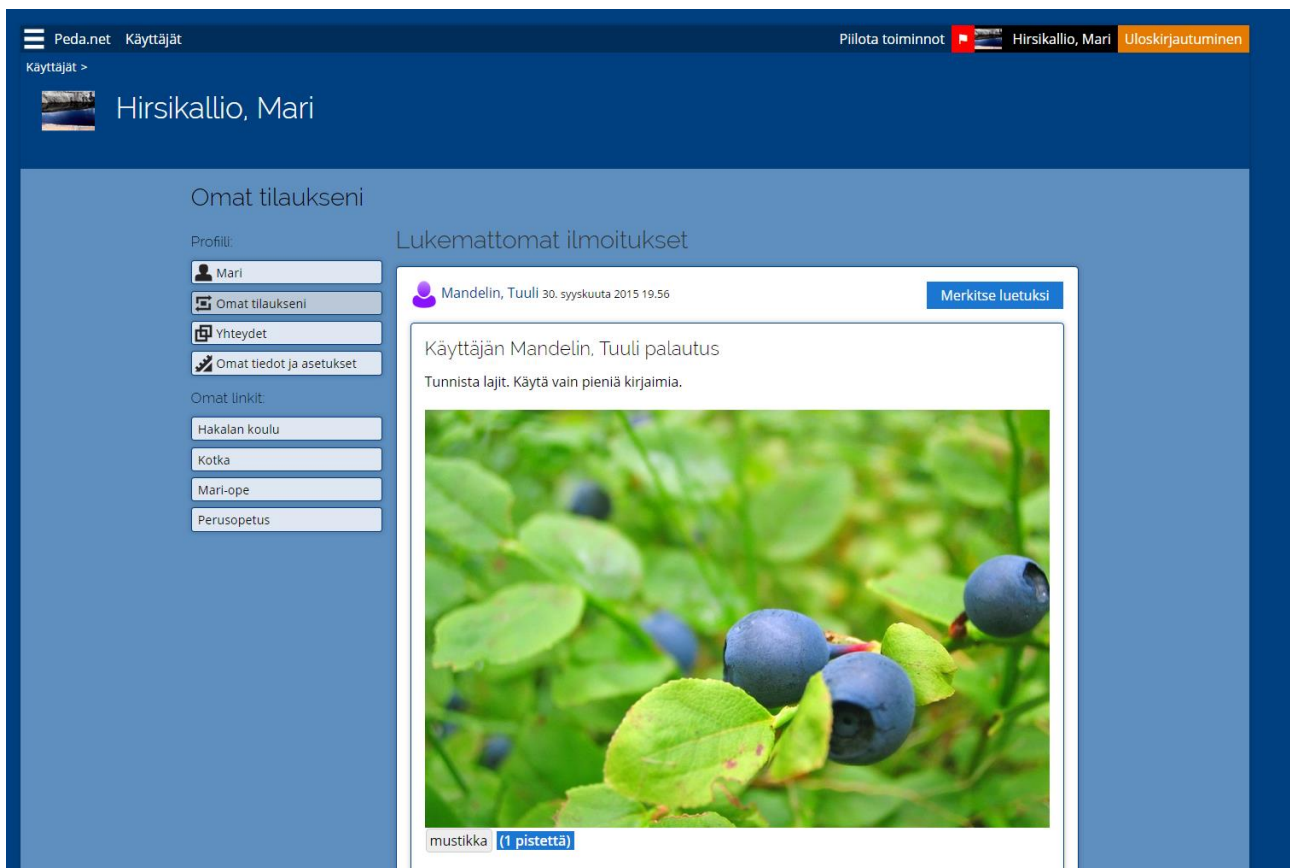 Peda.net Käyttäjät Piilota toiminnot Hirsikallio, Mari Uloskirjautuminen
Käyttäjät >
Hirsikallio, Mari
Omat tilaukseni
Profiili:
Mari
Omat tilaukseni
Yhteydet
Omat tiedot ja asetukset
Omat linkit:
Hakalan koulu
Kotka
Mari-ope
Perusopetus
Lukemattomat ilmoitukset
Mandelin, Tuuli 30. syyskuuta 2015 19.56 Merkitse luetuksi
Käyttäjän Mandelin, Tuuli palautus
Tunnista lajit. Käytä vain pieniä kirjaimia.
mustikka (1 pistettä)